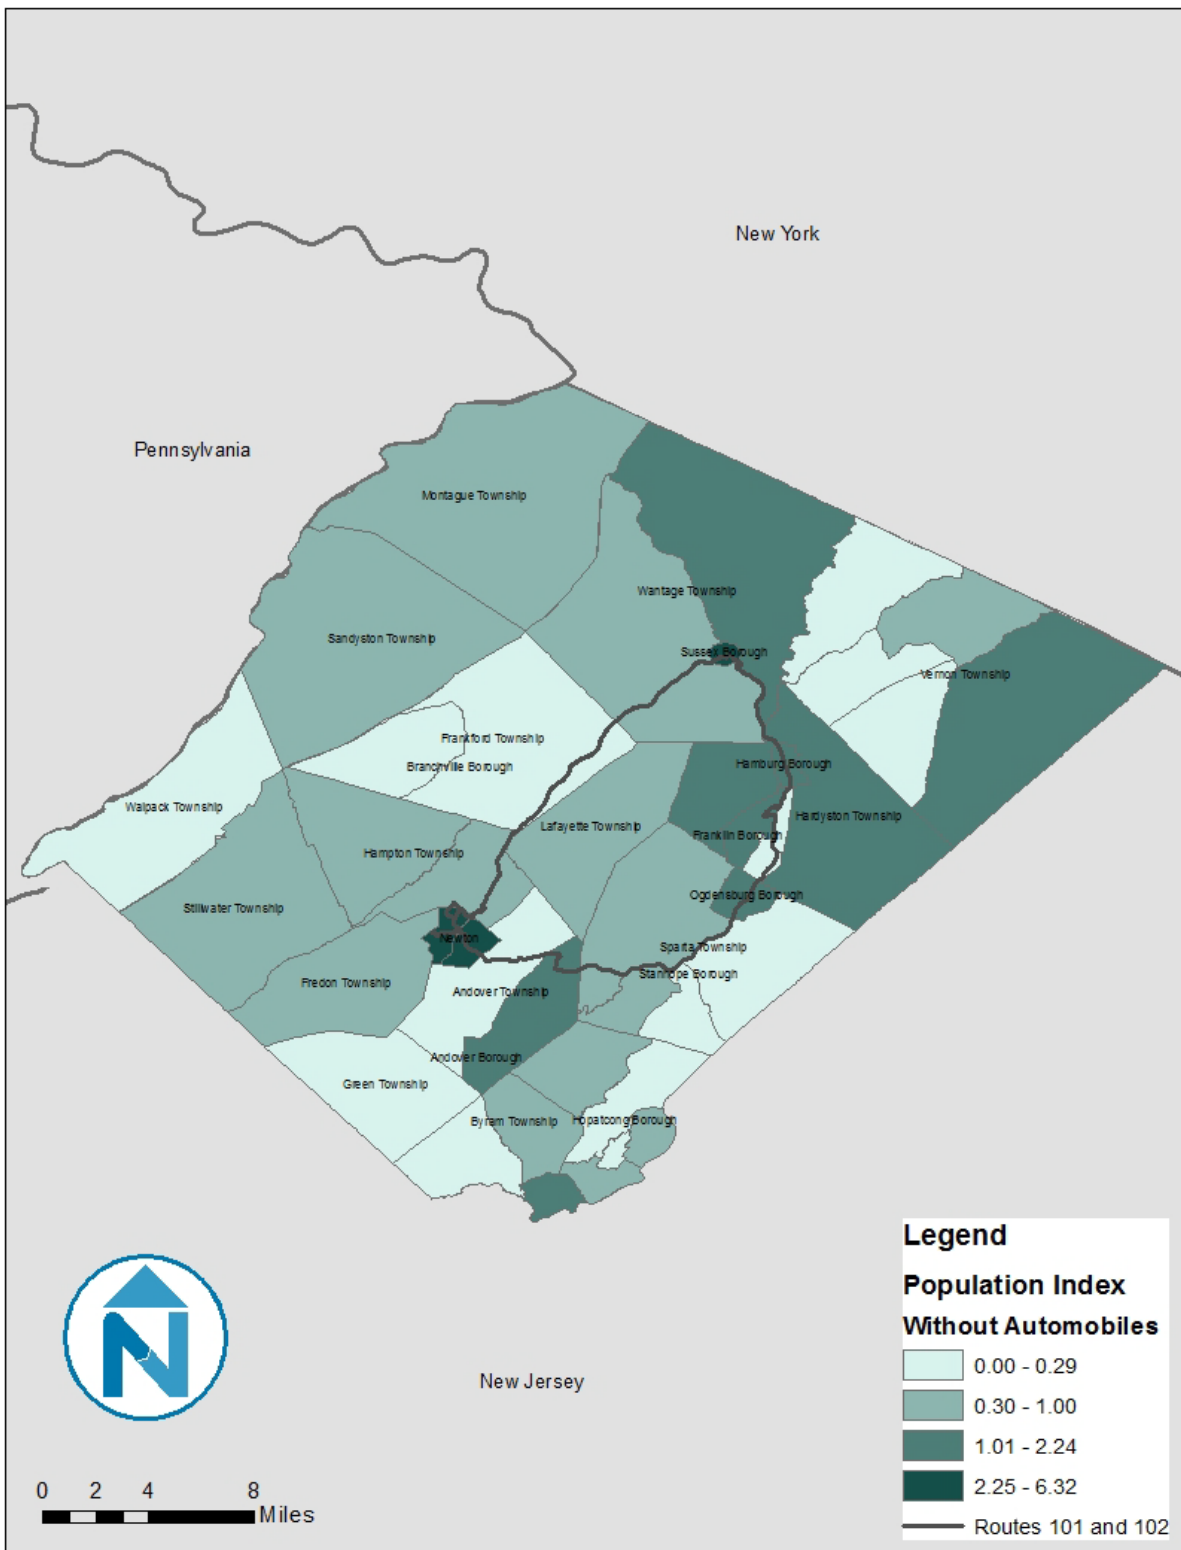 New York
Pennsylvania
Montague Township
Wantage Township
Sandyston Township
Sussex Borough
Vernon Township
Frankford Township
Branchville Borough
Hamburg Borough
Walpack Township
Hardyston Township
Lafayette Township
Franklin Borough
Hampton Township
Ogdensburg Borough
Stillwater Township
Newton
Sparta Township
Stanhope Borough
Fredon Township
Andover Township
Andover Borough
Green Township
Byram Township
Hopatcong Borough
New Jersey
N
0 2 4 8
Miles
Legend
Population Index
Without Automobiles
0.00 - 0.29
0.30 - 1.00
1.01 - 2.24
2.25 - 6.32
Routes 101 and 102